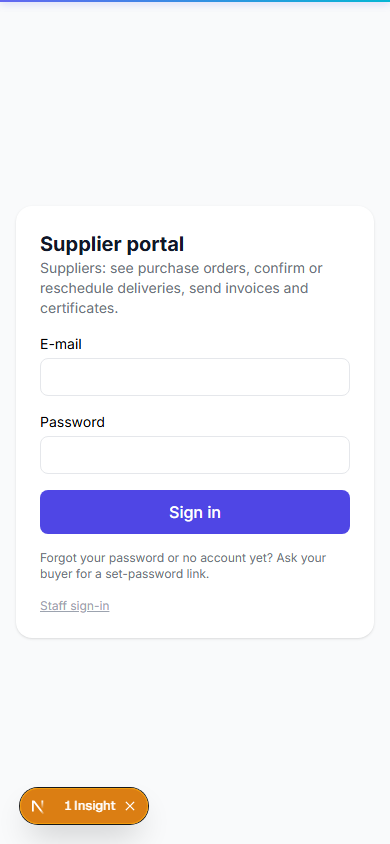 Supplier portal
Suppliers: see purchase orders, confirm or
reschedule deliveries, send invoices and
certificates.
E-mail
Password
Sign in
Forgot your password or no account yet? Ask your
buyer for a set-password link.
Staff sign-in
N 1 Insight ×